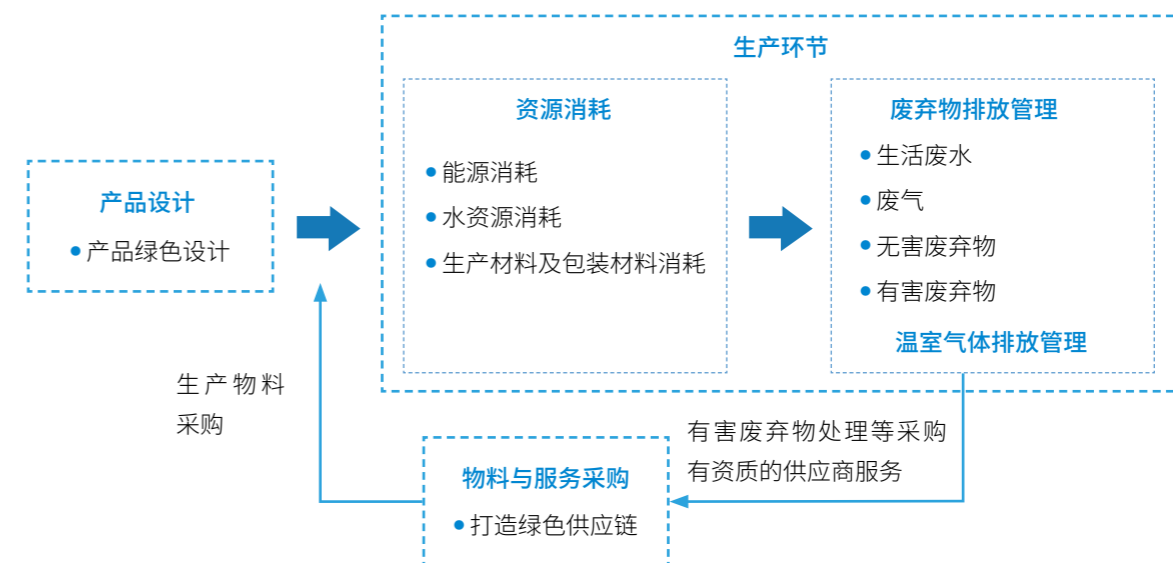 生产环节
产品设计
• 产品绿色设计
资源消耗
• 能源消耗
• 水资源消耗
• 生产材料及包装材料消耗
废弃物排放管理
• 生活废水
• 废气
• 无害废弃物
• 有害废弃物
温室气体排放管理
生产物料
采购
物料与服务采购
• 打造绿色供应链
有害废弃物处理等采购
有资质的供应商服务